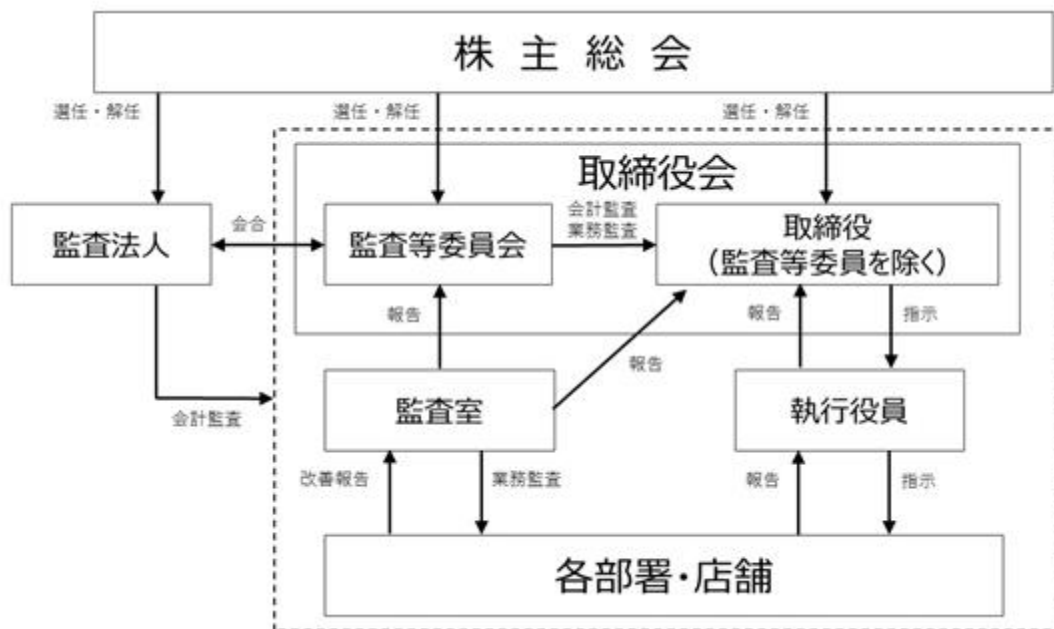 株主総会
選任・解任
選任・解任
選任・解任
取締役会
監査法人
会合
監査等委員会
会計監査
業務監査
取締役
（監査等委員を除く）
報告
報告
報告
指示
会計監査
監査室
執行役員
改善報告
業務監査
報告
指示
各部署・店舗